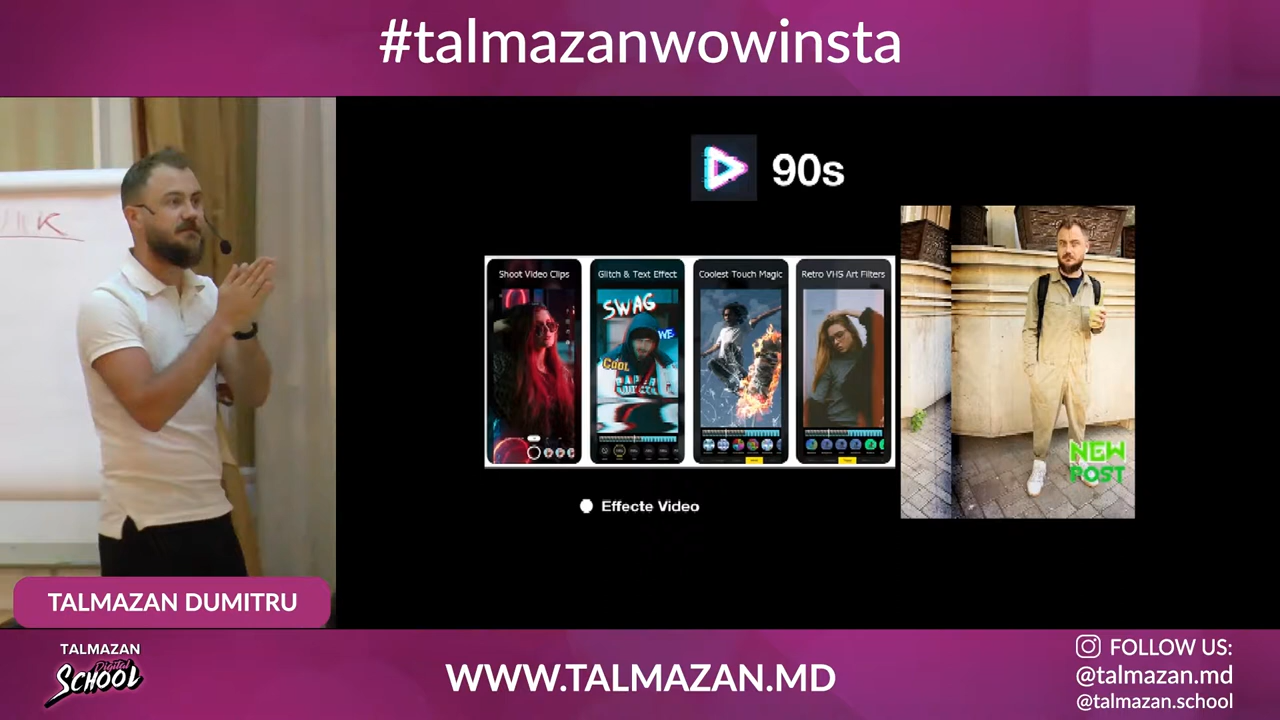 #talmazanwowinsta
90s
Shoot Video Clips
Glitch & Text Effect
Coolest Touch Magic
Retro VHS Art Filters
SWAG
WE
COOL
NEW
POST
Effecte Video
TALMAZAN DUMITRU
TALMAZAN
Digital
SCHOOL
WWW.TALMAZAN.MD
FOLLOW US:
@talmazan.md
@talmazan.school